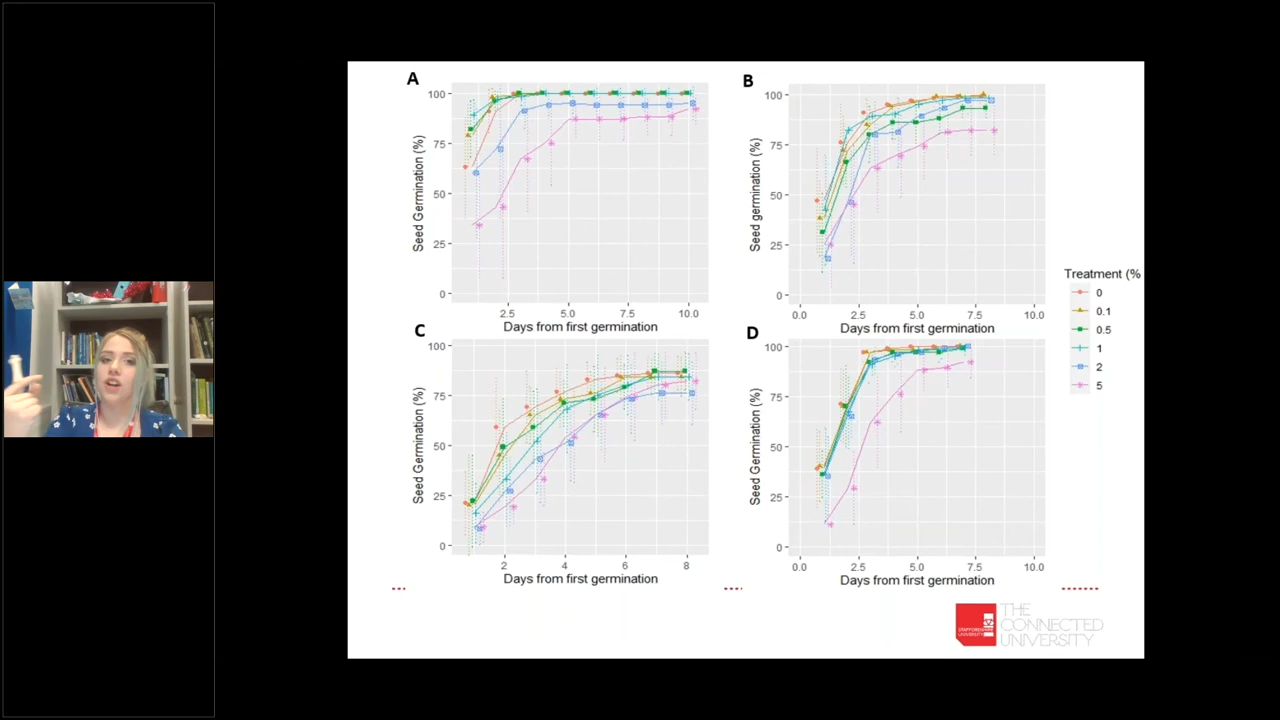 A
100
75
50
25
0
Seed Germination (%)
2.5 5.0 7.5 10.0
Days from first germination
B
100
75
50
25
0
Seed germination (%)
0.0 2.5 5.0 7.5 10.0
Days from first germination
Treatment (%
0
0.1
0.5
1
2
5
C
100
75
50
25
0
Seed Germination (%)
2 4 6 8
Days from first germination
D
100
75
50
25
0
Seed Germination (%)
0.0 2.5 5.0 7.5 10.0
Days from first germination
THE
CONNECTED
UNIVERSITY